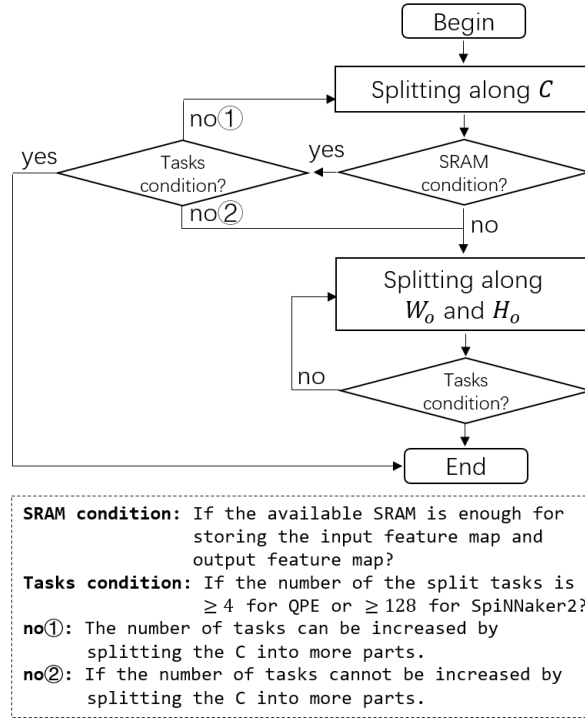 Begin
Splitting along C
no①
yes
Tasks
condition?
yes
SRAM
condition?
no②
no
Splitting along
Wₒ and Hₒ
no
Tasks
condition?
End
SRAM condition: If the available SRAM is enough for
storing the input feature map and
output feature map?
Tasks condition: If the number of the split tasks is
≥ 4 for QPE or ≥ 128 for SpiNNaker2?
no①: The number of tasks can be increased by
splitting the C into more parts.
no②: If the number of tasks cannot be increased by
splitting the C into more parts.